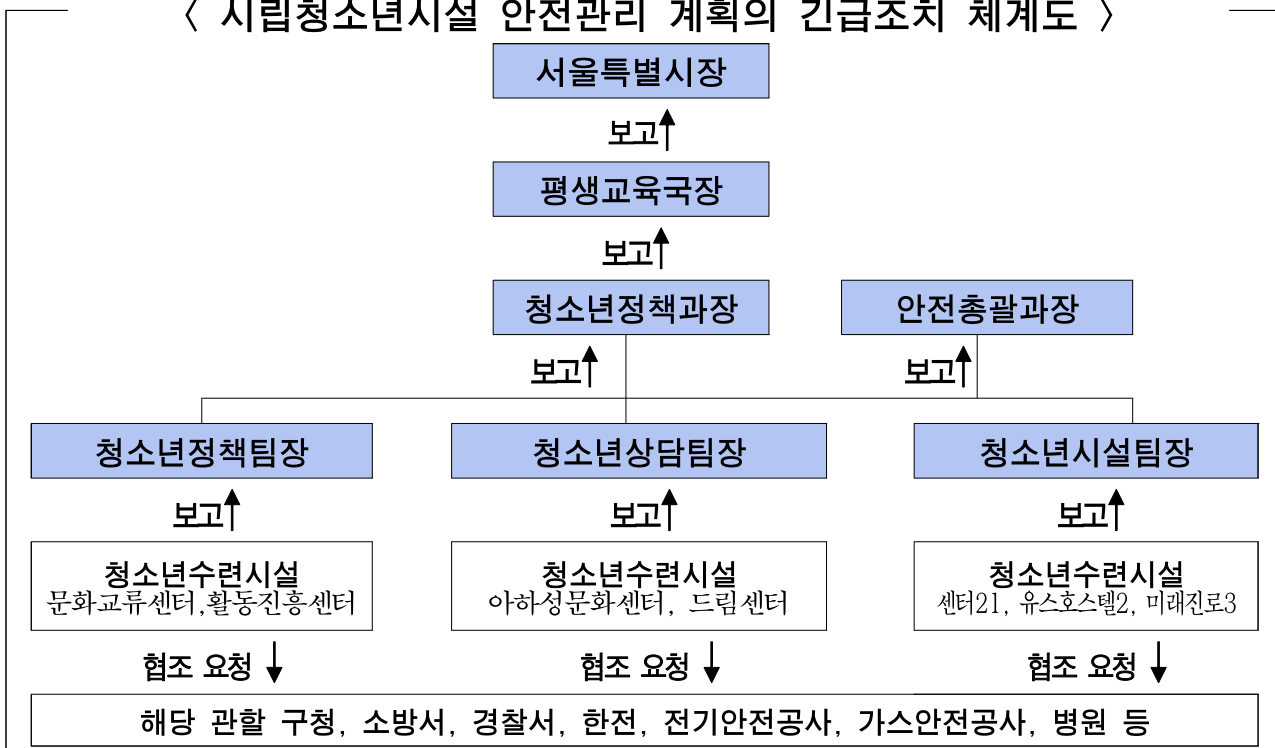 〈 시립청소년시설 안전관리 계획의 긴급조치 체계도 〉
서울특별시장
보고
평생교육국장
보고
청소년정책과장
안전총괄과장
보고
보고
청소년정책팀장
청소년상담팀장
청소년시설팀장
보고
보고
보고
청소년수련시설
문화교류센터,활동진흥센터
청소년수련시설
아하성문화센터, 드림센터
청소년수련시설
센터21, 유스호스텔2, 미래진로3
협조 요청
협조 요청
협조 요청
해당 관할 구청, 소방서, 경찰서, 한전, 전기안전공사, 가스안전공사, 병원 등